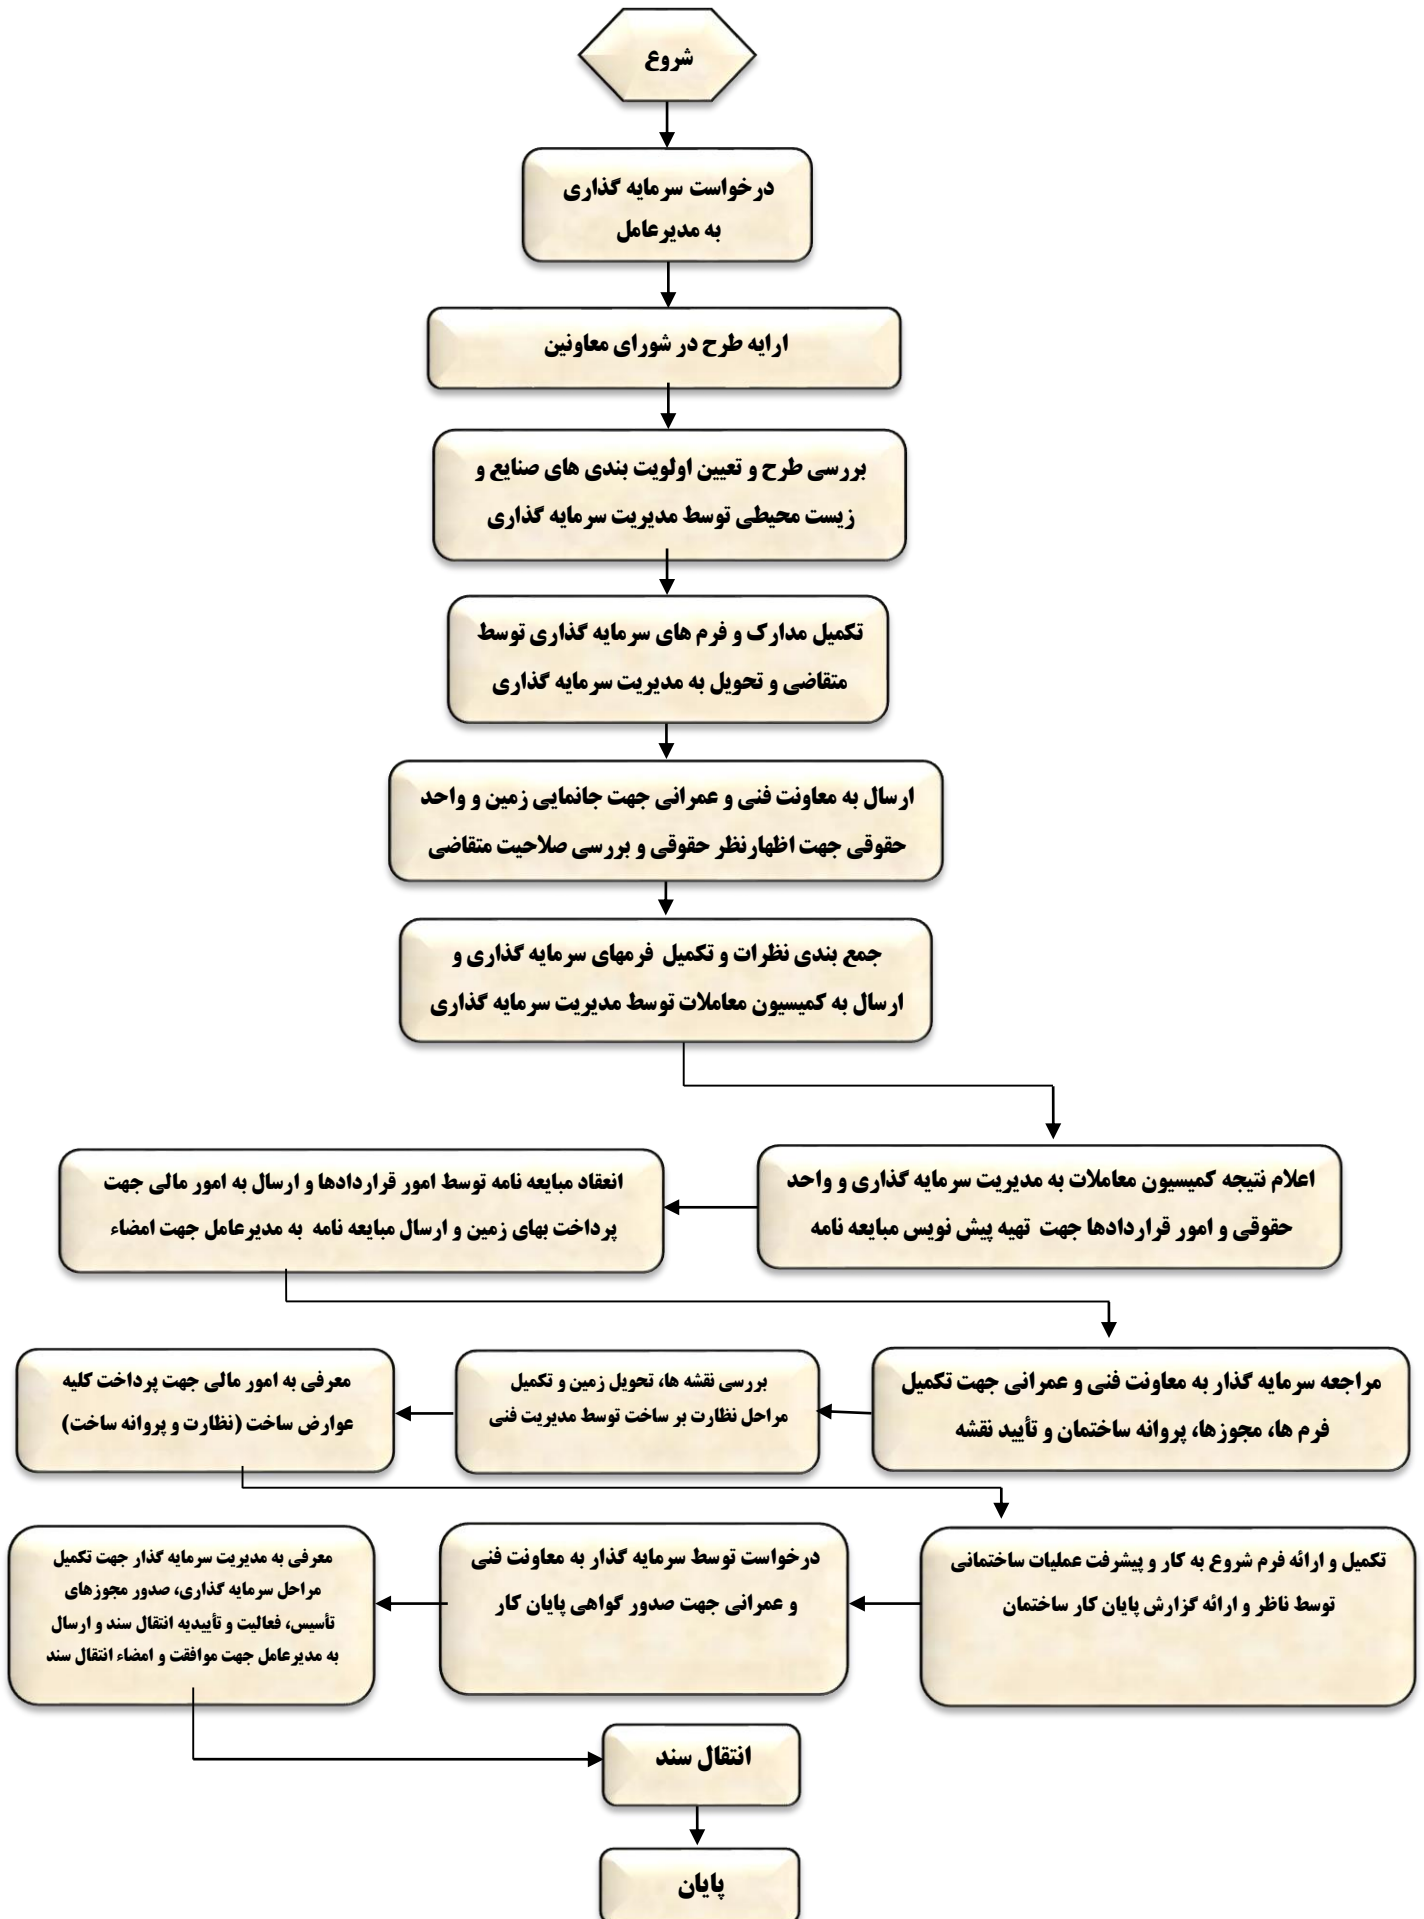 شروع
درخواست سرمایه گذاری
به مدیرعامل
ارایه طرح در شورای معاونین
بررسی طرح و تعیین اولویت بندی های صنایع و
زیست محیطی توسط مدیریت سرمایه گذاری
تکمیل مدارک و فرم های سرمایه گذاری توسط
متقاضی و تحویل به مدیریت سرمایه گذاری
ارسال به معاونت فنی و عمرانی جهت جانمایی زمین و واحد
حقوقی جهت اظهارنظر حقوقی و بررسی صلاحیت متقاضی
جمع بندی نظرات و تکمیل فرمهای سرمایه گذاری و
ارسال به کمیسیون معاملات توسط مدیریت سرمایه گذاری
اعلام نتیجه کمیسیون معاملات به مدیریت سرمایه گذاری و واحد
حقوقی و امور قراردادها جهت تهیه پیش نویس مبایعه نامه
انعقاد مبایعه نامه توسط امور قراردادها و ارسال به امور مالی جهت
پرداخت بهای زمین و ارسال مبایعه نامه به مدیرعامل جهت امضاء
مراجعه سرمایه گذار به معاونت فنی و عمرانی جهت تکمیل
فرم ها، مجوزها، پروانه ساختمان و تأیید نقشه
بررسی نقشه ها، تحویل زمین و تکمیل
مراحل نظارت بر ساخت توسط مدیریت فنی
معرفی به امور مالی جهت پرداخت کلیه
عوارض ساخت (نظارت و پروانه ساخت)
تکمیل و ارائه فرم شروع به کار و پیشرفت عملیات ساختمانی
توسط ناظر و ارائه گزارش پایان کار ساختمان
درخواست توسط سرمایه گذار به معاونت فنی
و عمرانی جهت صدور گواهی پایان کار
معرفی به مدیریت سرمایه گذار جهت تکمیل
مراحل سرمایه گذاری، صدور مجوزهای
تأسیس، فعالیت و تأییدیه انتقال سند و ارسال
به مدیرعامل جهت موافقت و امضاء انتقال سند
انتقال سند
پایان